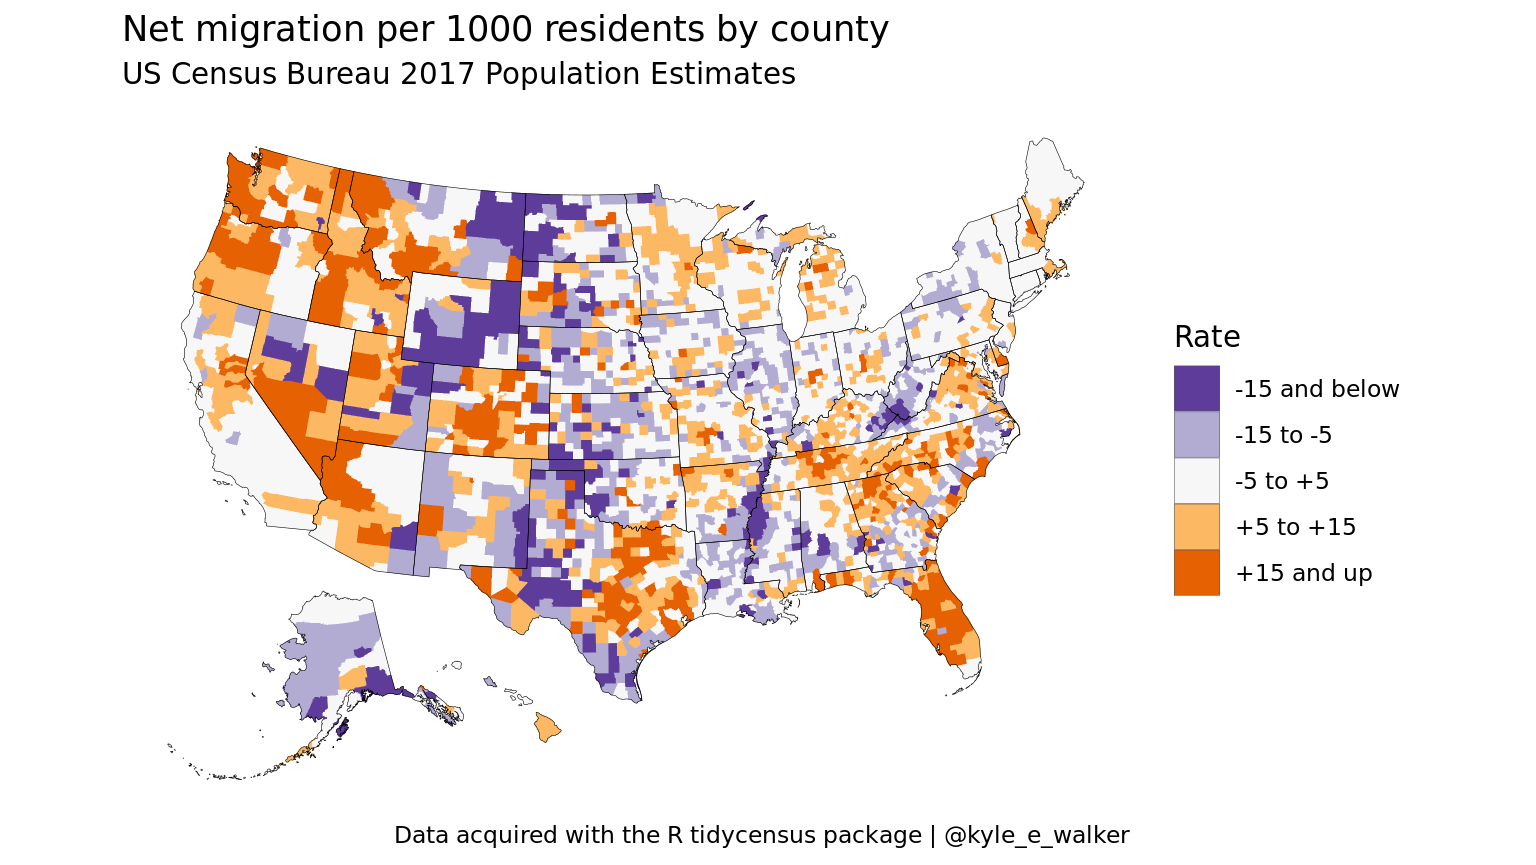 Net migration per 1000 residents by county
US Census Bureau 2017 Population Estimates
Rate
-15 and below
-15 to -5
-5 to +5
+5 to +15
+15 and up
Data acquired with the R tidycensus package | @kyle_e_walker